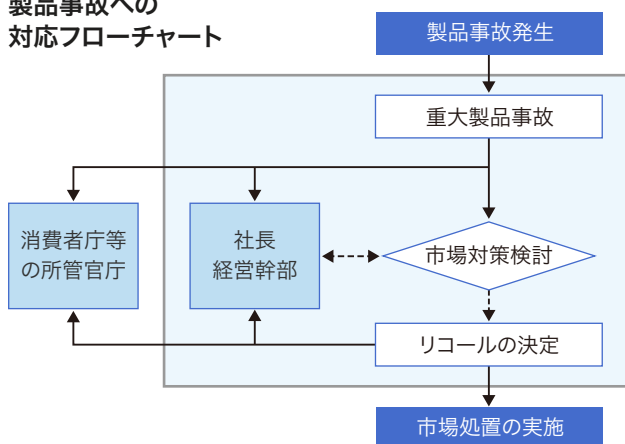 製品事故への
対応フローチャート
製品事故発生
重大製品事故
消費者庁等
の所管官庁
社長
経営幹部
市場対策検討
リコールの決定
市場処置の実施